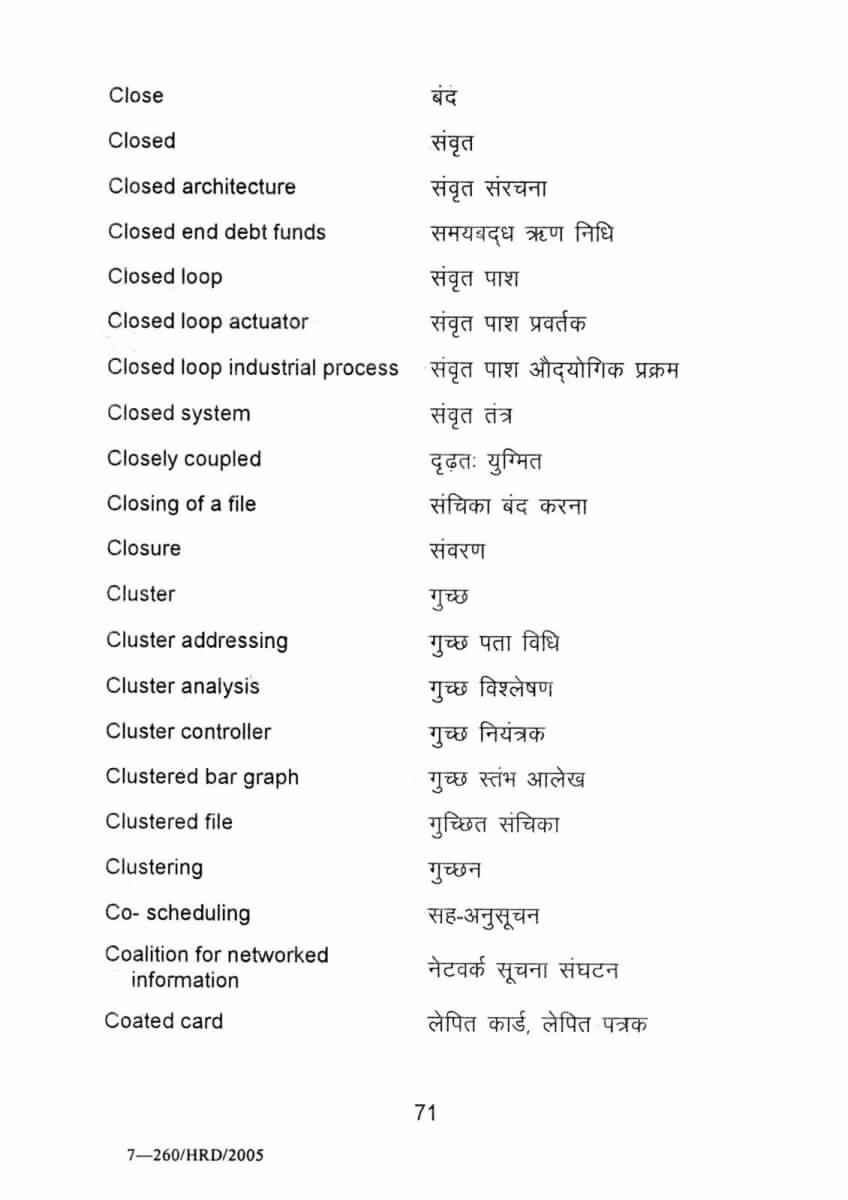 Close बंद
Closed संवृत
Closed architecture संवृत संरचना
Closed end debt funds समयबद्ध ऋण निधि
Closed loop संवृत पाश
Closed loop actuator संवृत पाश प्रवर्तक
Closed loop industrial process संवृत पाश औद्योगिक प्रक्रम
Closed system संवृत तंत्र
Closely coupled दृढ़तः युग्मित
Closing of a file संचिका बंद करना
Closure संवरण
Cluster गुच्छ
Cluster addressing गुच्छ पता विधि
Cluster analysis गुच्छ विश्लेषण
Cluster controller गुच्छ नियंत्रक
Clustered bar graph गुच्छ स्तंभ आलेख
Clustered file गुच्छित संचिका
Clustering गुच्छन
Co- scheduling सह-अनुसूचन
Coalition for networked
information नेटवर्क सूचना संघटन
Coated card लेपित कार्ड, लेपित पत्रक
71
7—260/HRD/2005